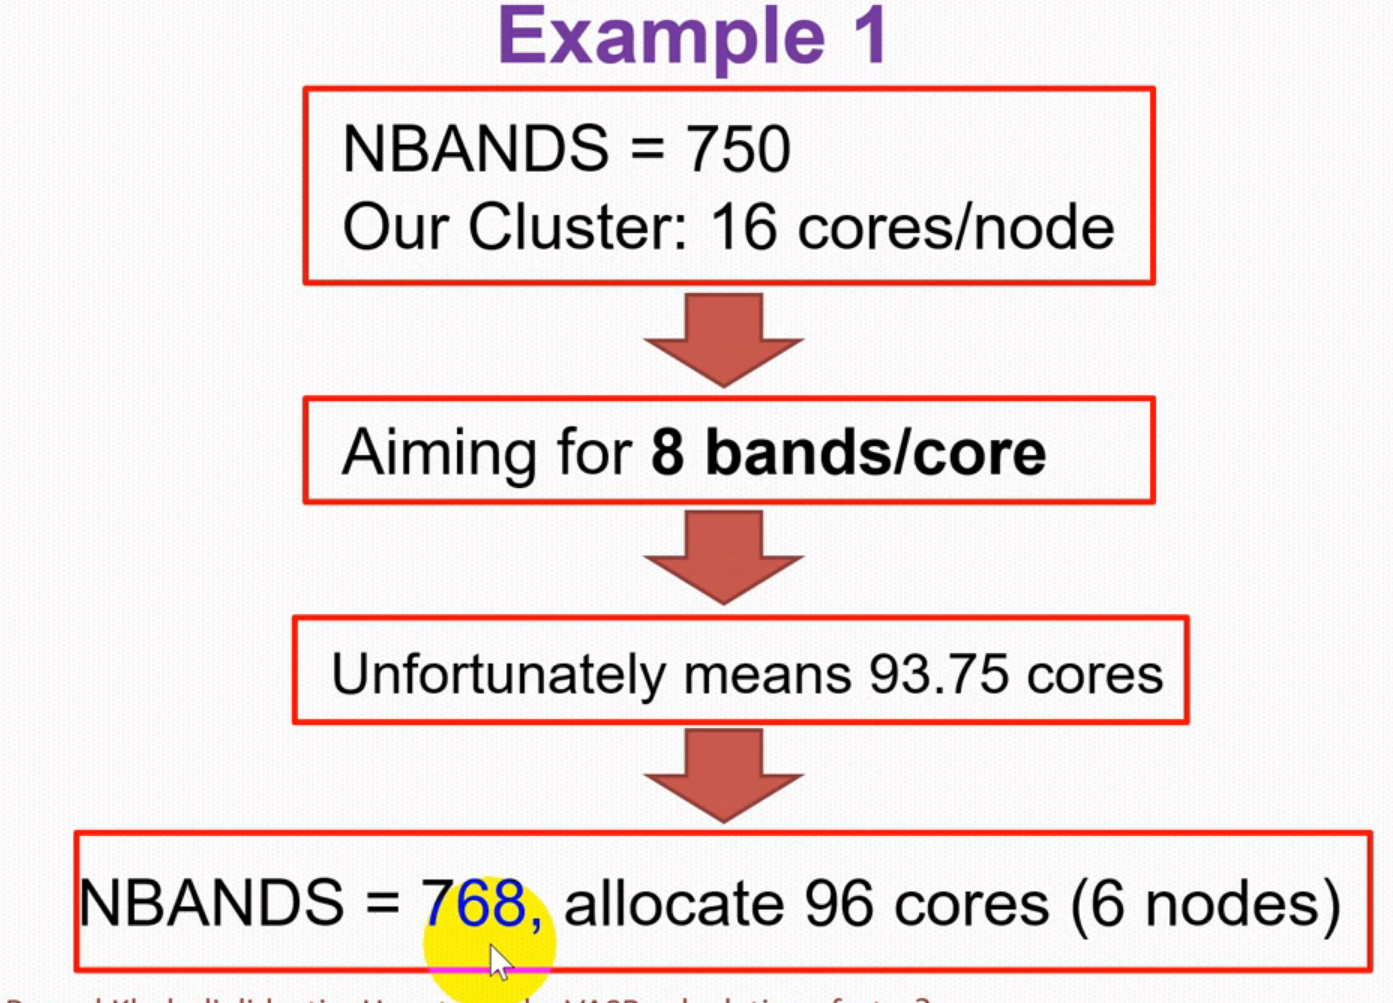 Example 1
NBANDS = 750
Our Cluster: 16 cores/node
Aiming for 8 bands/core
Unfortunately means 93.75 cores
NBANDS = 768, allocate 96 cores (6 nodes)